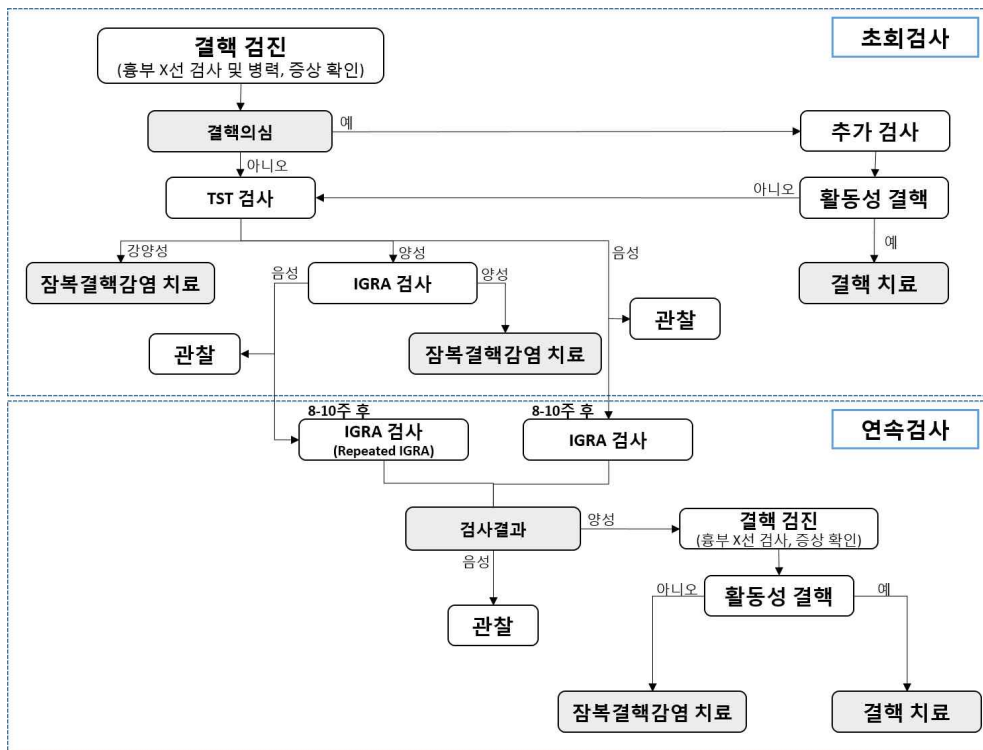 초회검사
결핵 검진
(흉부 X선 검사 및 병력, 증상 확인)
결핵의심
예
추가 검사
아니오
TST 검사
아니오
활동성 결핵
예
강양성
양성
음성
잠복결핵감염 치료
음성
IGRA 검사
양성
결핵 치료
관찰
관찰
잠복결핵감염 치료
연속검사
8-10주 후
IGRA 검사
(Repeated IGRA)
8-10주 후
IGRA 검사
검사결과
양성
결핵 검진
(흉부 X선 검사, 증상 확인)
음성
관찰
아니오
활동성 결핵
예
잠복결핵감염 치료
결핵 치료